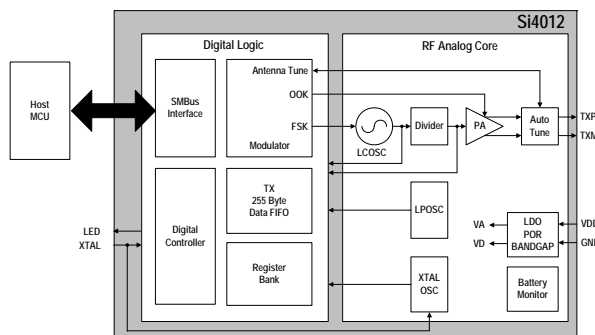 Si4012
Digital Logic
RF Analog Core
Host
MCU
SMBus
Interface
Antenna Tune
OOK
FSK
Modulator
LCOSC
Divider
PA
Auto
Tune
TXP
TXM
TX
255 Byte
Data FIFO
LPOSC
Digital
Controller
LED
XTAL
Register
Bank
XTAL
OSC
VA
VD
LDO
POR
BANDGAP
VDD
GND
Battery
Monitor